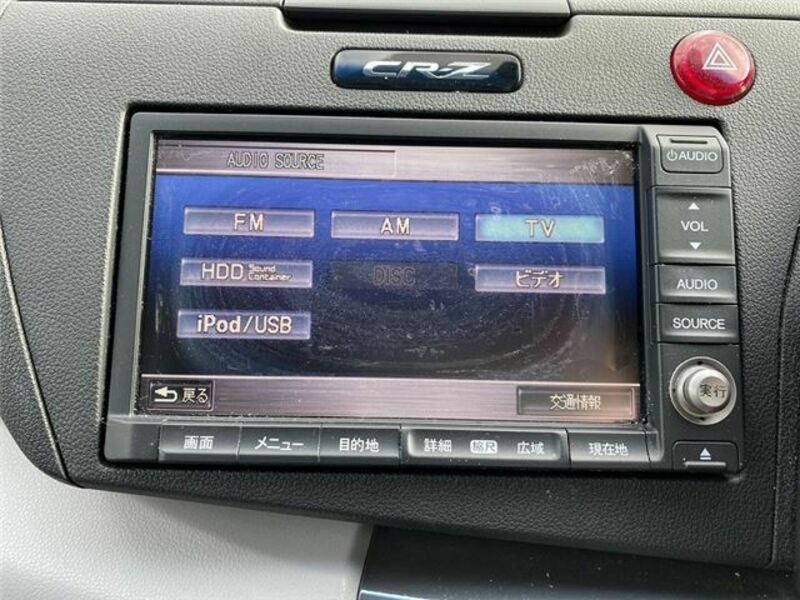 CR-Z
AUDIO SOURCE
FM AM TV
HDD Sound Container DISC ビデオ
iPod/USB
戻る 交通情報
画面 メニュー 目的地 詳細 縮尺 広域 現在地
AUDIO
VOL
AUDIO
SOURCE
実行